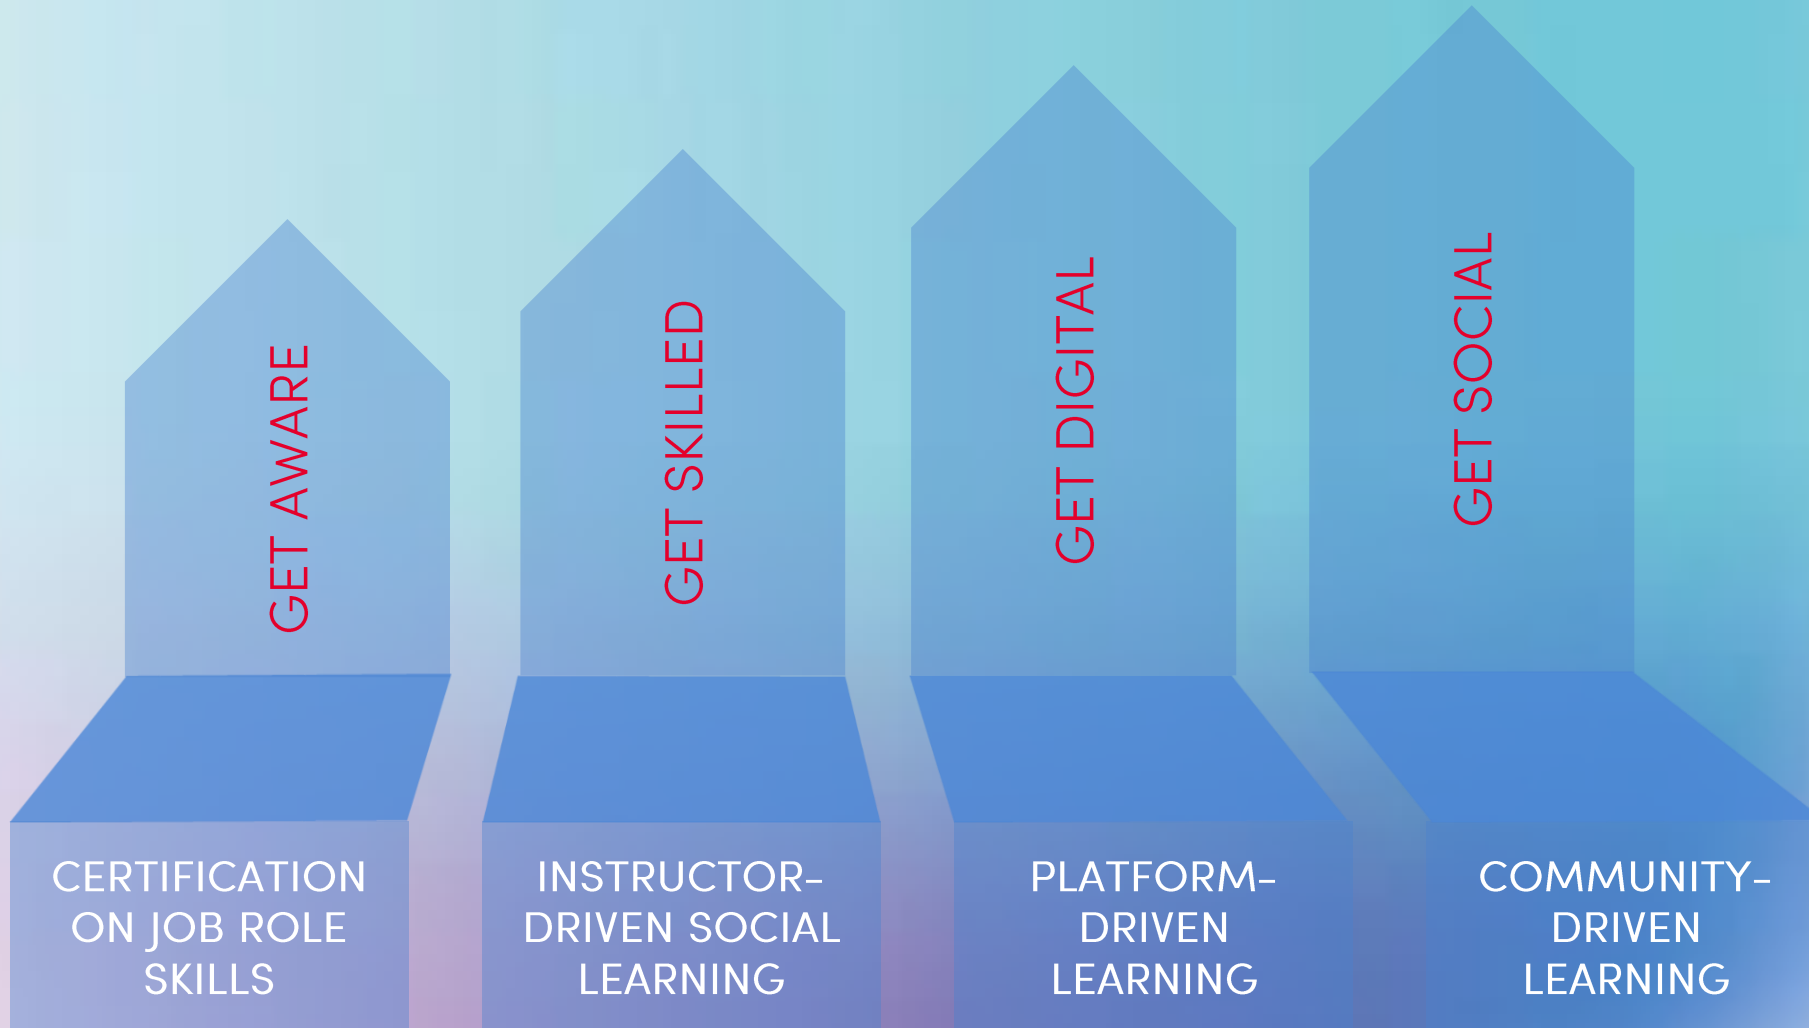 GET AWARE
GET SKILLED
GET DIGITAL
GET SOCIAL
CERTIFICATION
ON JOB ROLE
SKILLS
INSTRUCTOR-
DRIVEN SOCIAL
LEARNING
PLATFORM-
DRIVEN
LEARNING
COMMUNITY-
DRIVEN
LEARNING